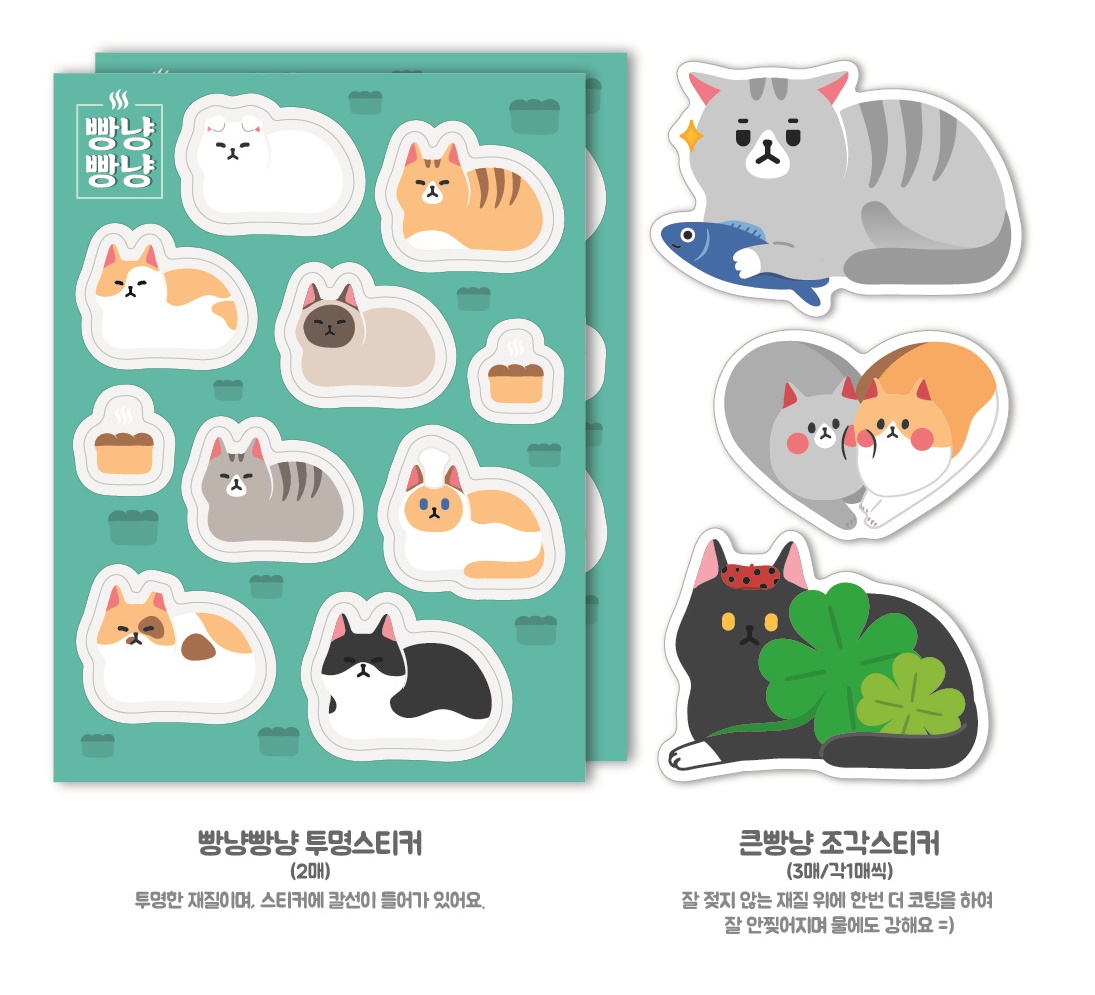 빵냥
빵냥
빵냥빵냥 투명스티커
(2매)
투명한 재질이며, 스티커에 칼선이 들어가 있어요.
큰빵냥 조각스티커
(3매/각1매씩)
잘 젖지 않는 재질 위에 한번 더 코팅을 하여
잘 안찢어지며 물에도 강해요 =)